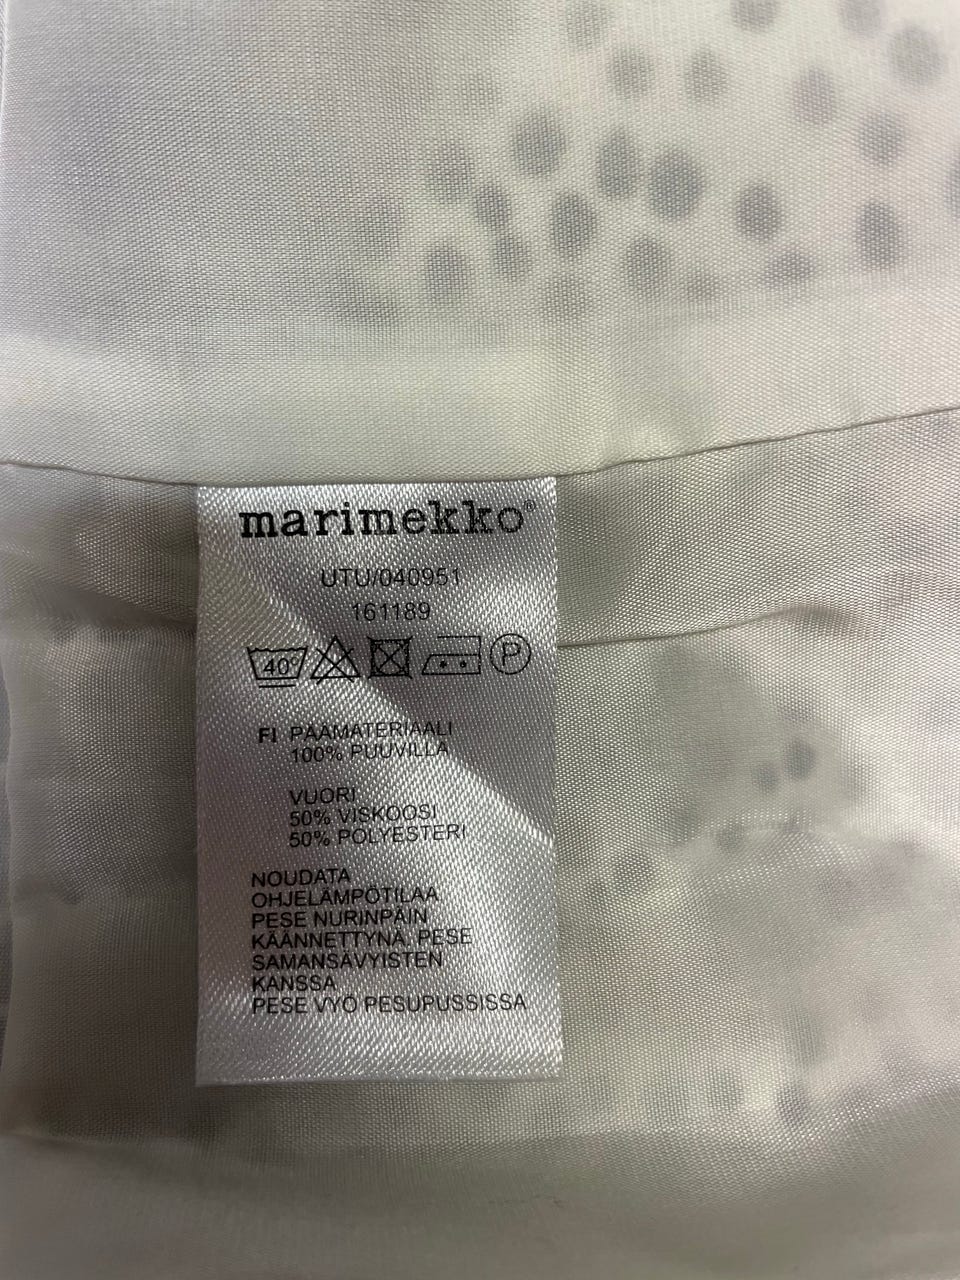 marimekko®
UTU/040951
161189
40° P
FI PÄÄMATERIAALI
100% PUUVILLA
VUORI
50% VISKOOSI
50% POLYESTERI
NOUDATA
OHJELÄMPÖTILAA
PESE NURINPÄIN
KÄÄNNETTYNÄ, PESE
SAMANSÄVYISTEN
KANSSA
PESE VYÖ PESUPUSSISSA